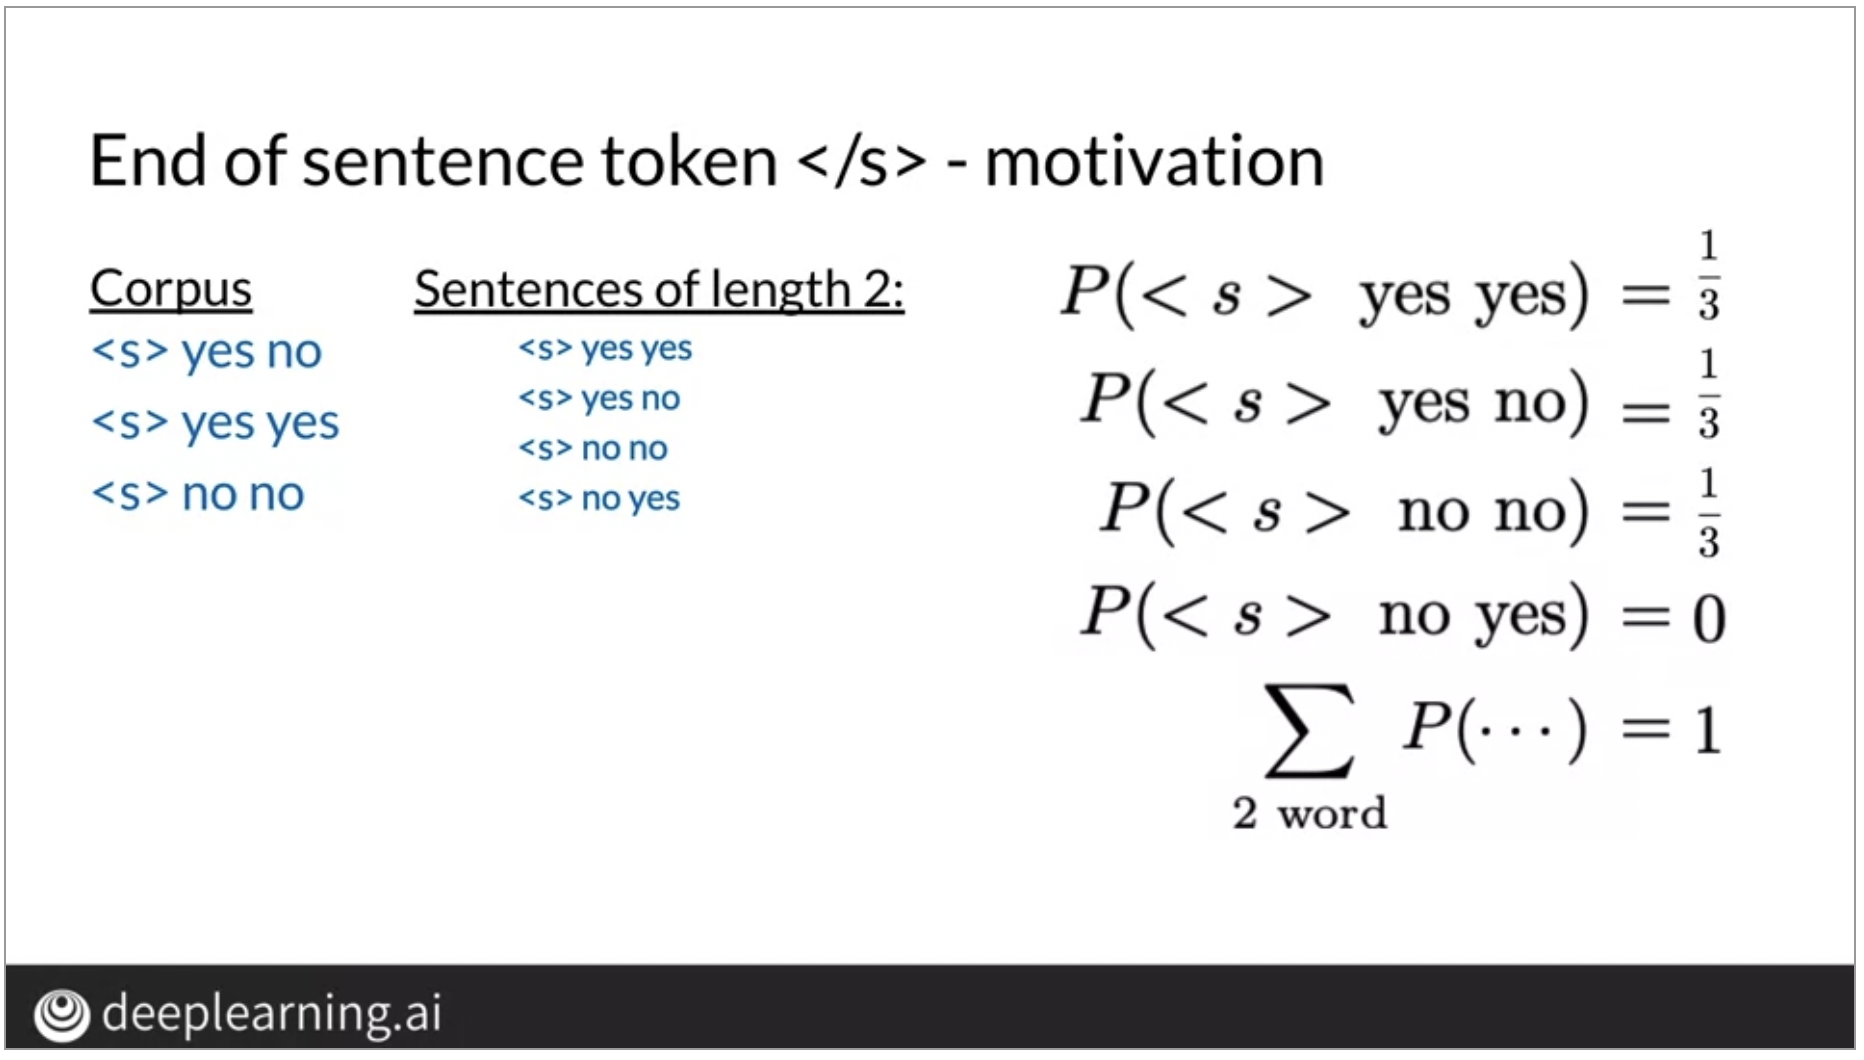 End of sentence token </s> - motivation
Corpus
<s> yes no
<s> yes yes
<s> no no
Sentences of length 2:
<s> yes yes
<s> yes no
<s> no no
<s> no yes
P(< s > yes yes) = 1/3
P(< s > yes no) = 1/3
P(< s > no no) = 1/3
P(< s > no yes) = 0
∑ P(⋯) = 1
2 word
deeplearning.ai